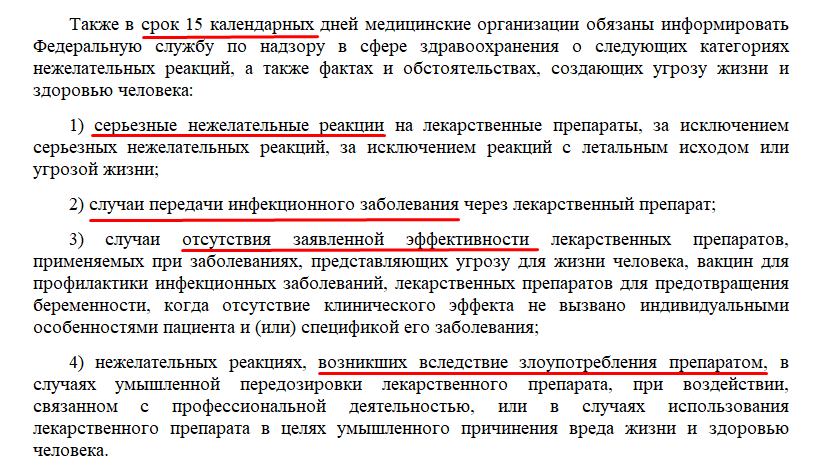 Также в срок 15 календарных дней медицинские организации обязаны информировать
Федеральную службу по надзору в сфере здравоохранения о следующих категориях
нежелательных реакций, а также фактах и обстоятельствах, создающих угрозу жизни и
здоровью человека:
1) серьезные нежелательные реакции на лекарственные препараты, за исключением
серьезных нежелательных реакций, за исключением реакций с летальным исходом или
угрозой жизни;
2) случаи передачи инфекционного заболевания через лекарственный препарат;
3) случаи отсутствия заявленной эффективности лекарственных препаратов,
применяемых при заболеваниях, представляющих угрозу для жизни человека, вакцин для
профилактики инфекционных заболеваний, лекарственных препаратов для предотвращения
беременности, когда отсутствие клинического эффекта не вызвано индивидуальными
особенностями пациента и (или) спецификой его заболевания;
4) нежелательных реакциях, возникших вследствие злоупотребления препаратом, в
случаях умышленной передозировки лекарственного препарата, при воздействии,
связанном с профессиональной деятельностью, или в случаях использования
лекарственного препарата в целях умышленного причинения вреда жизни и здоровью
человека.